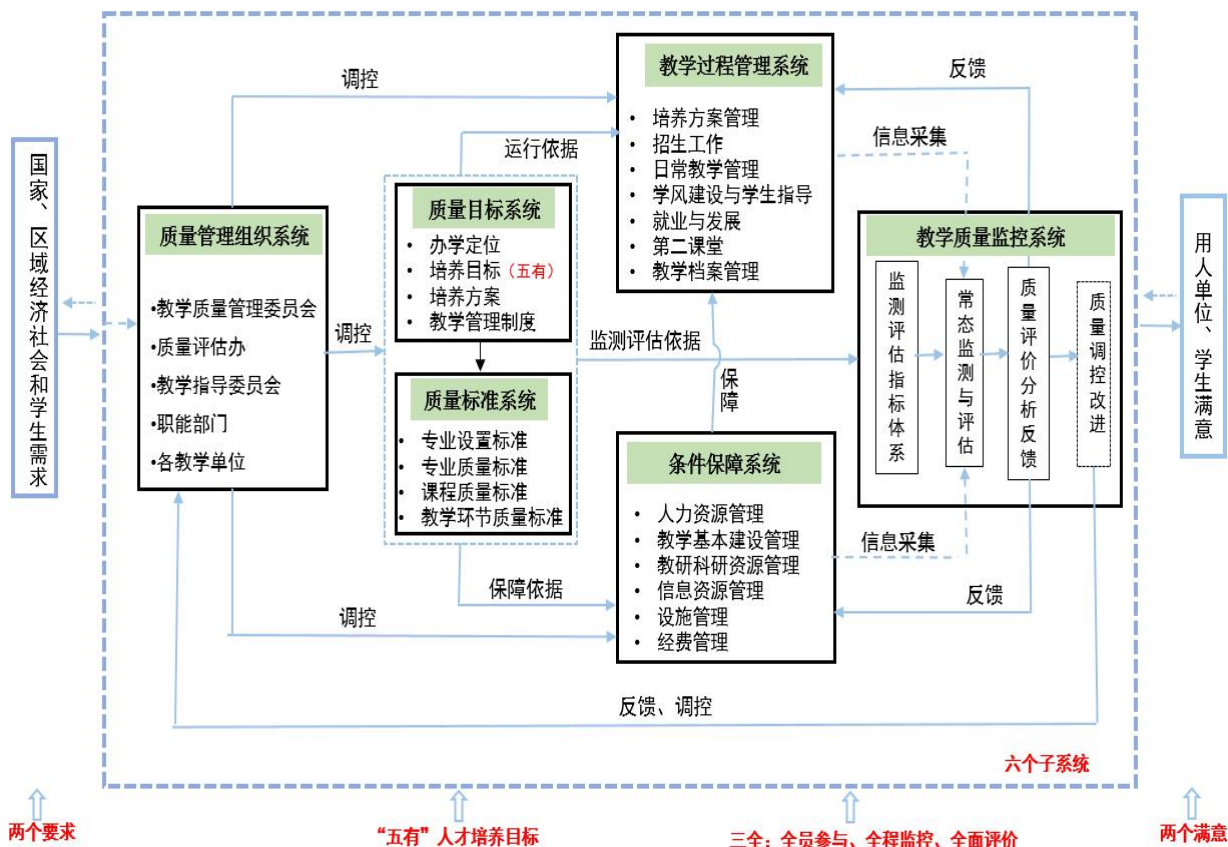 国家、区域经济社会和学生需求
质量管理组织系统
•教学质量管理委员会
•质量评估办
•教学指导委员会
•职能部门
•各教学单位
调控
运行依据
质量目标系统
• 办学定位
• 培养目标（五有）
• 培养方案
• 教学管理制度
调控
质量标准系统
• 专业设置标准
• 专业质量标准
• 课程质量标准
• 教学环节质量标准
保障依据
调控
教学过程管理系统
• 培养方案管理
• 招生工作
• 日常教学管理
• 学风建设与学生指导
• 就业与发展
• 第二课堂
• 教学档案管理
监测评估依据
保障
条件保障系统
• 人力资源管理
• 教学基本建设管理
• 教研科研资源管理
• 信息资源管理
• 设施管理
• 经费管理
反馈
信息采集
教学质量监控系统
监测评估指标体系
常态监测与评估
质量评价分析反馈
质量调控改进
信息采集
反馈
反馈、调控
用人单位、学生满意
六个子系统
两个要求
“五有”人才培养目标
三全：全员参与、全程监控、全面评价
两个满意